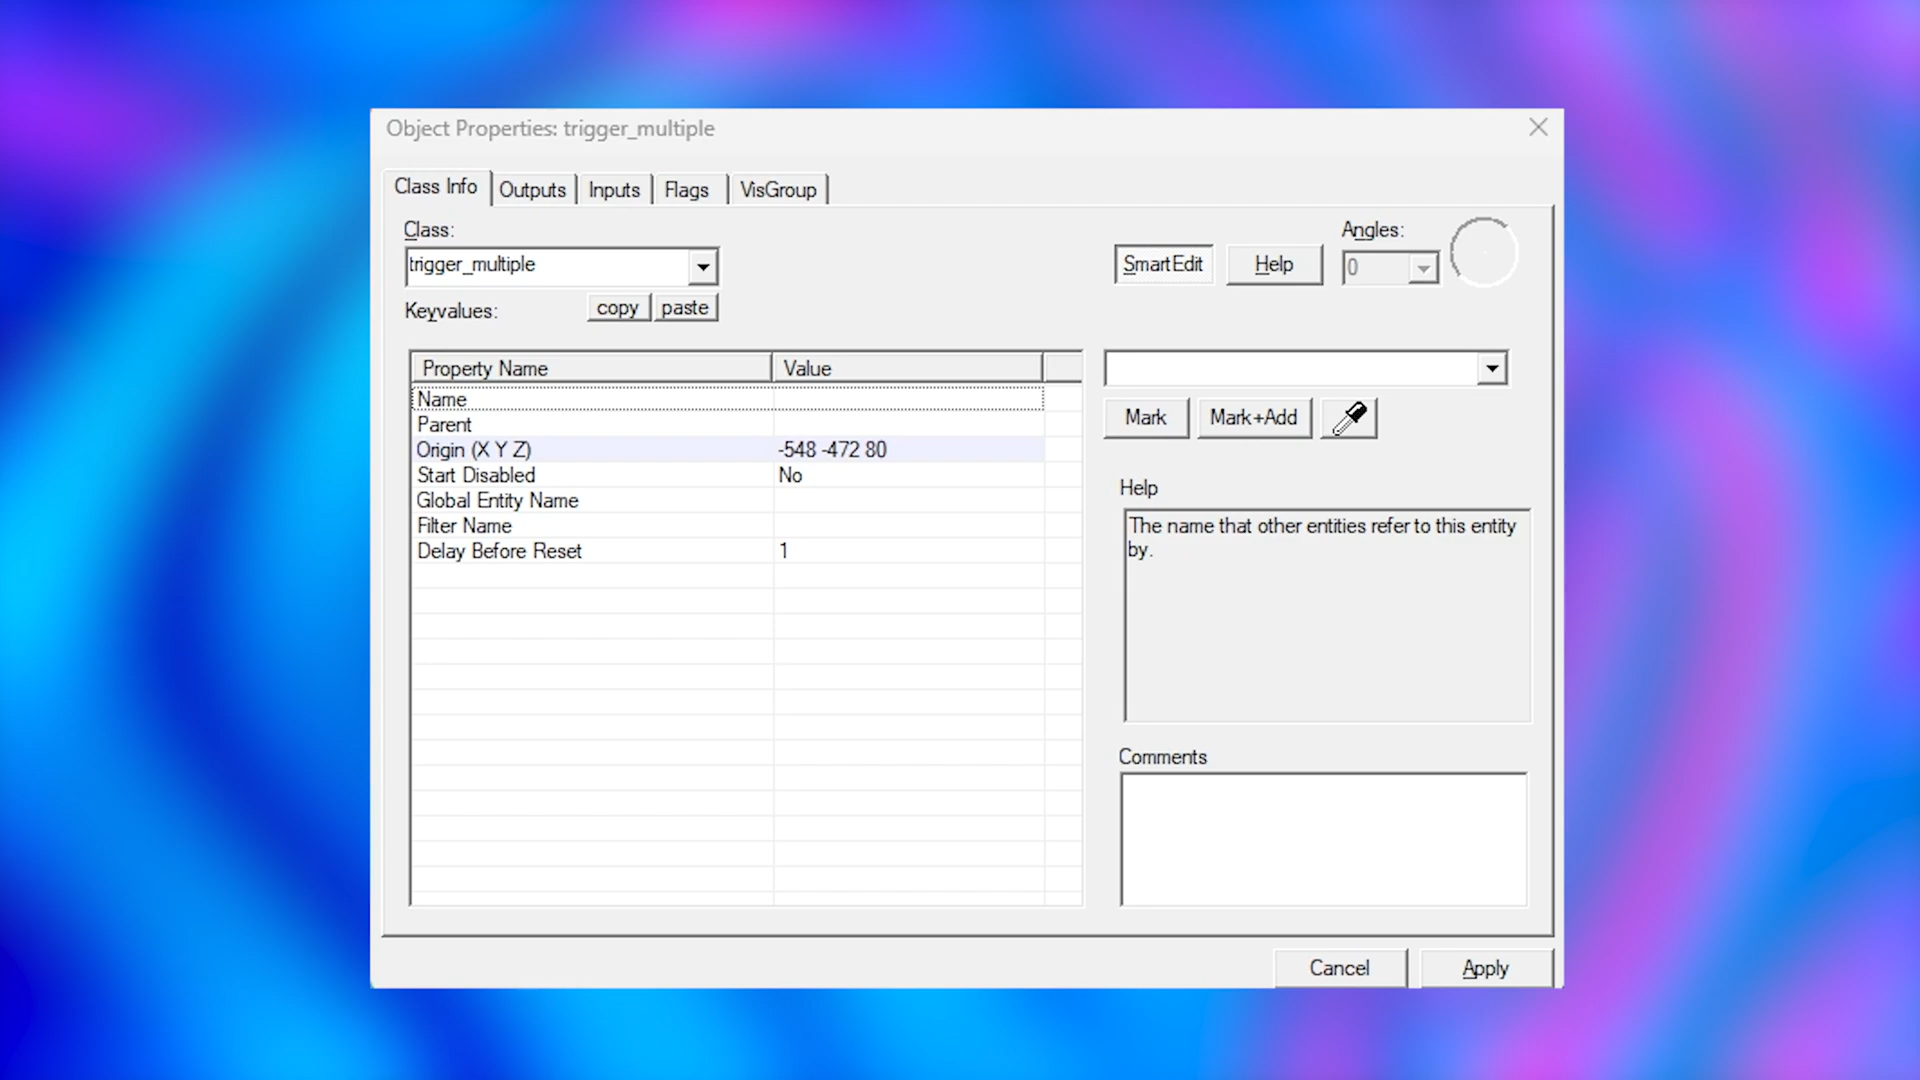 Object Properties: trigger_multiple
Class Info Outputs Inputs Flags VisGroup
Class:
trigger_multiple
SmartEdit Help
Angles:
0
Keyvalues: copy paste
Property Name Value
Name
Parent
Origin (X Y Z) -548 -472 80
Start Disabled No
Global Entity Name
Filter Name
Delay Before Reset 1
Mark Mark+Add
Help
The name that other entities refer to this entity
by.
Comments
Cancel Apply